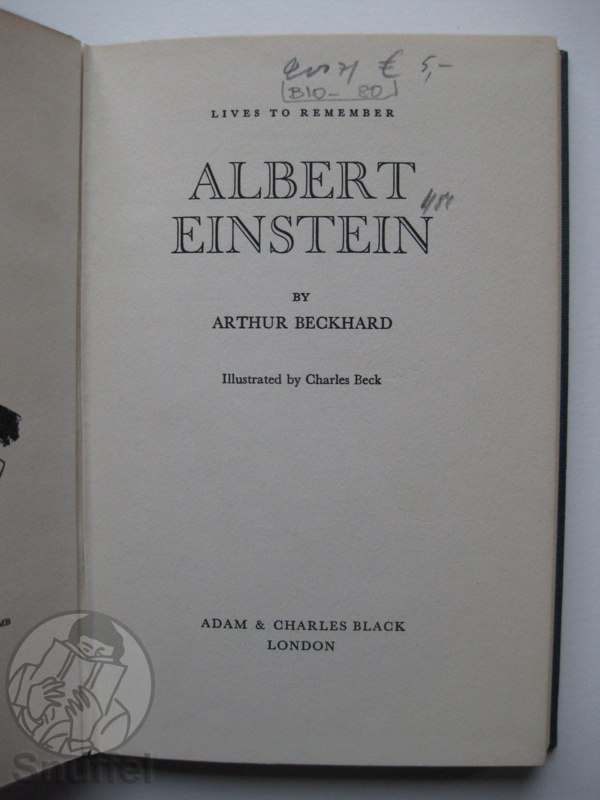 € 5,-
BIO- 80
LIVES TO REMEMBER
ALBERT
EINSTEIN
BY
ARTHUR BECKHARD
Illustrated by Charles Beck
ADAM & CHARLES BLACK
LONDON
MB
Snuffel